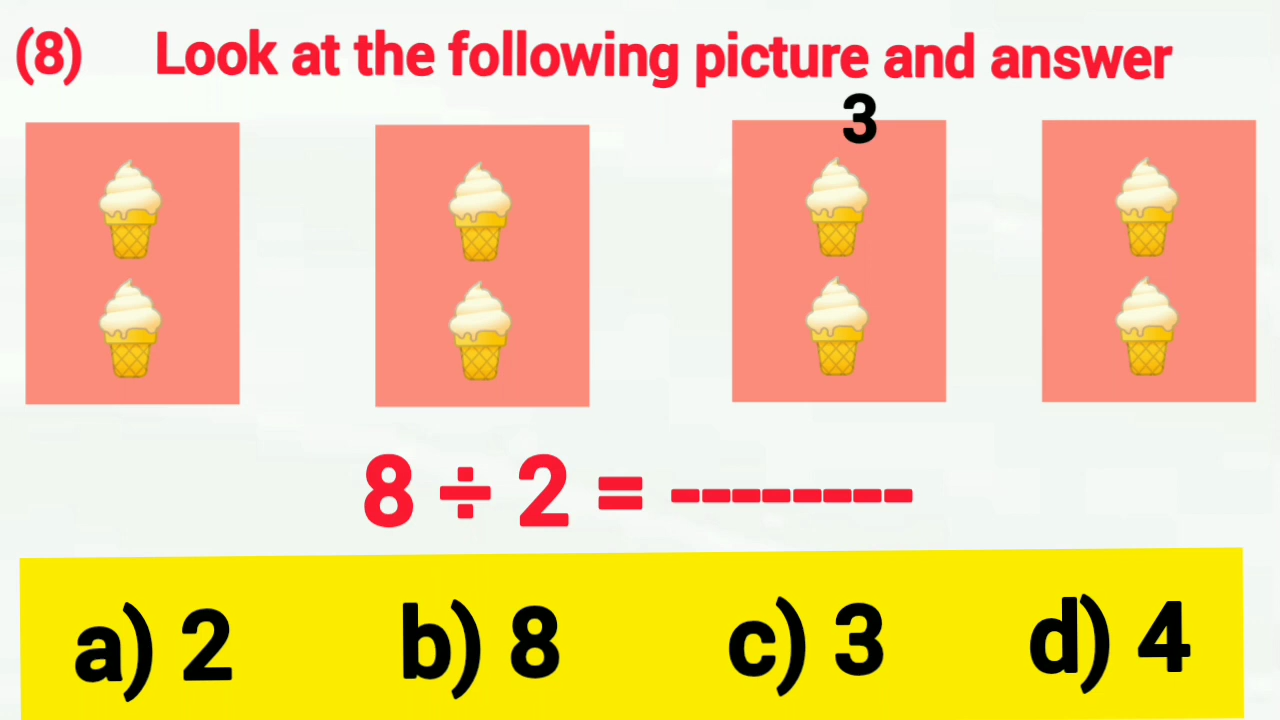 (8) Look at the following picture and answer
3
8 ÷ 2 = --------
a) 2 b) 8 c) 3 d) 4